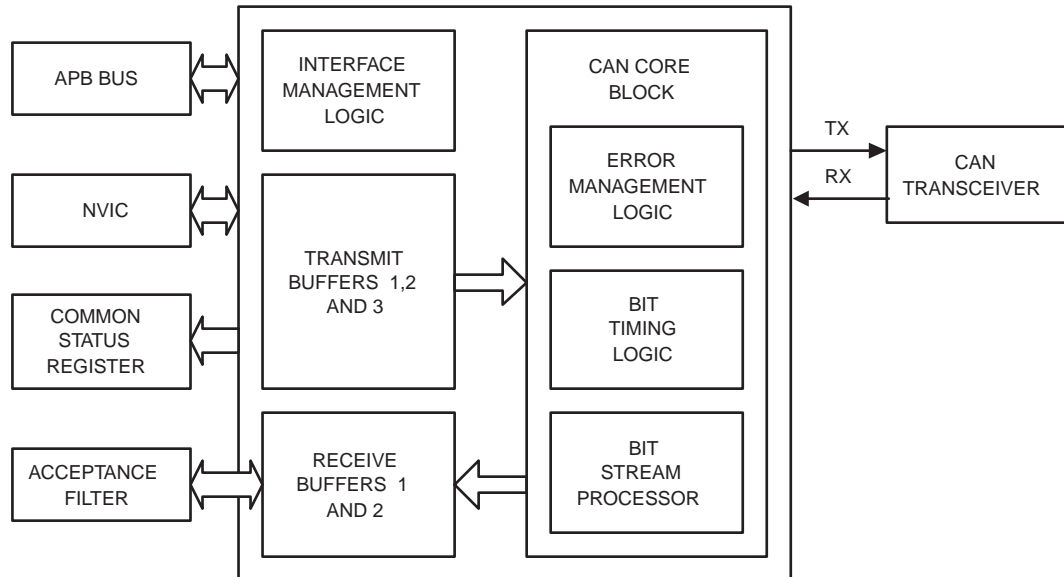 APB BUS
NVIC
COMMON
STATUS
REGISTER
ACCEPTANCE
FILTER
INTERFACE
MANAGEMENT
LOGIC
TRANSMIT
BUFFERS 1,2
AND 3
RECEIVE
BUFFERS 1
AND 2
CAN CORE
BLOCK
ERROR
MANAGEMENT
LOGIC
BIT
TIMING
LOGIC
BIT
STREAM
PROCESSOR
TX
RX
CAN
TRANSCEIVER